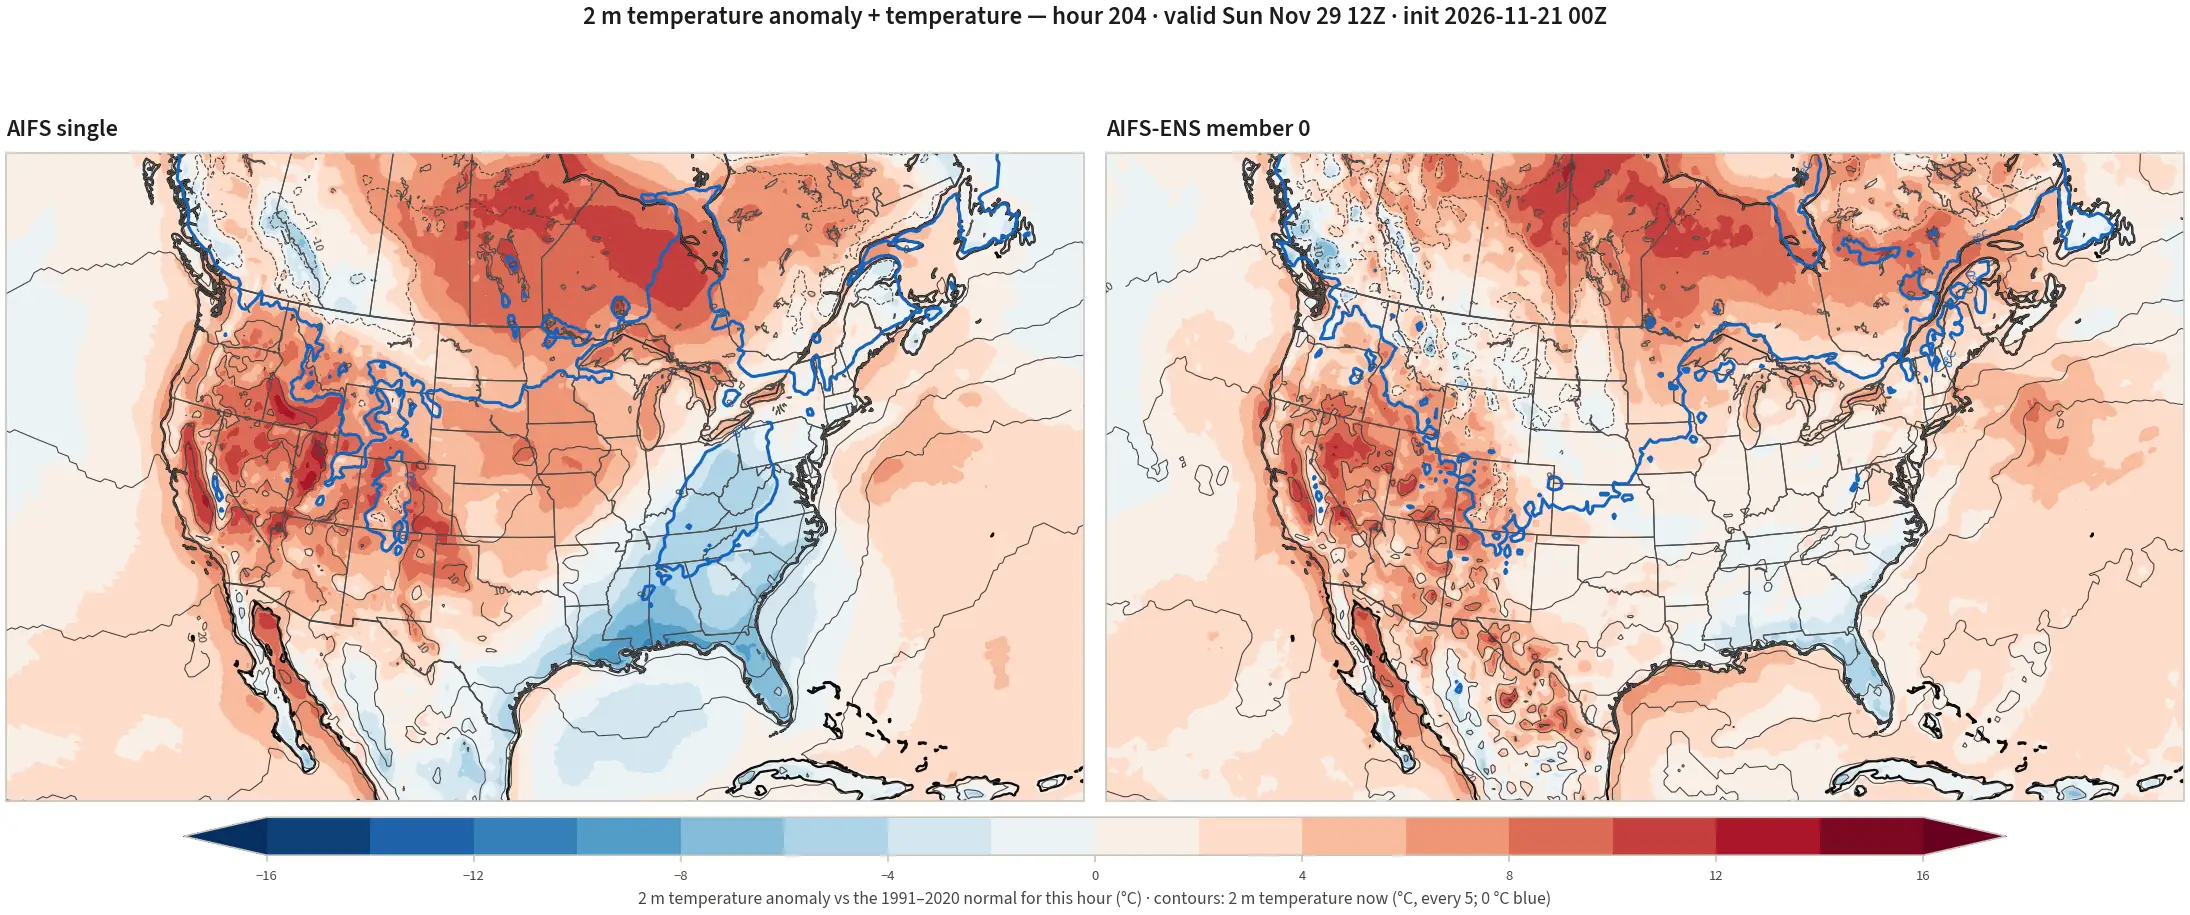 2 m temperature anomaly + temperature — hour 204 · valid Sun Nov 29 12Z · init 2026-11-21 00Z
AIFS single
AIFS-ENS member 0
−16 −12 −8 −4 0 4 8 12 16
2 m temperature anomaly vs the 1991–2020 normal for this hour (°C) · contours: 2 m temperature now (°C, every 5; 0 °C blue)